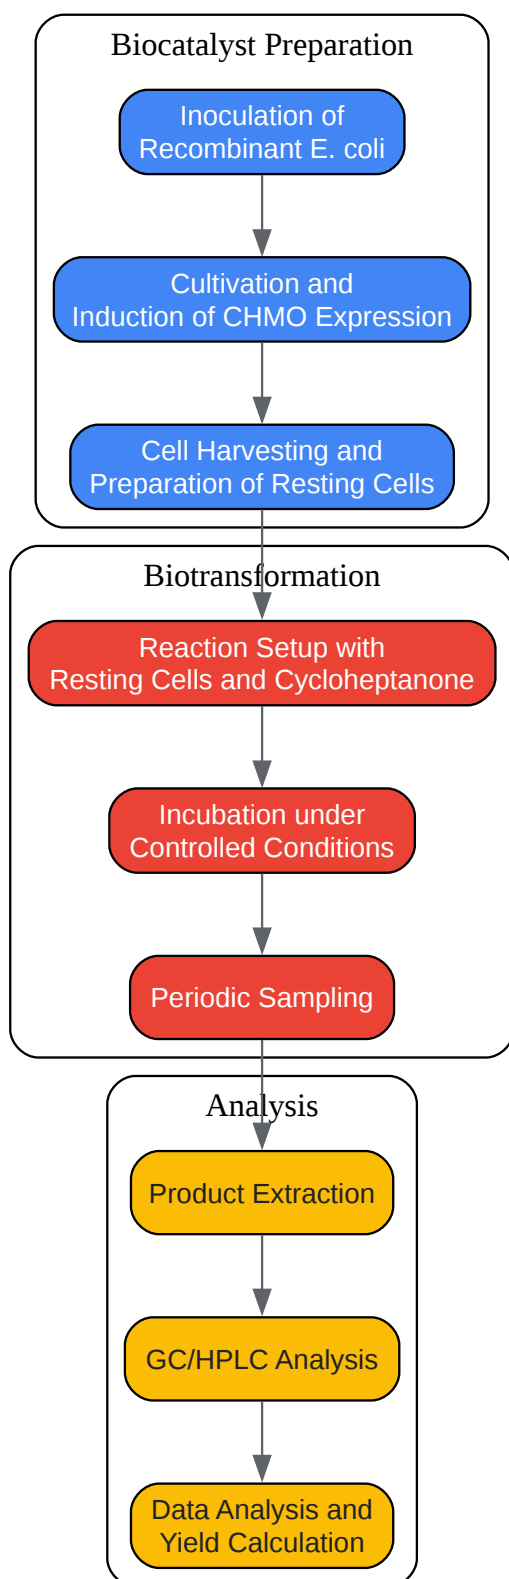 Biocatalyst Preparation
Inoculation of
Recombinant E. coli
Cultivation and
Induction of CHMO Expression
Cell Harvesting and
Preparation of Resting Cells
Biotransformation
Reaction Setup with
Resting Cells and Cycloheptanone
Incubation under
Controlled Conditions
Periodic Sampling
Analysis
Product Extraction
GC/HPLC Analysis
Data Analysis and
Yield Calculation